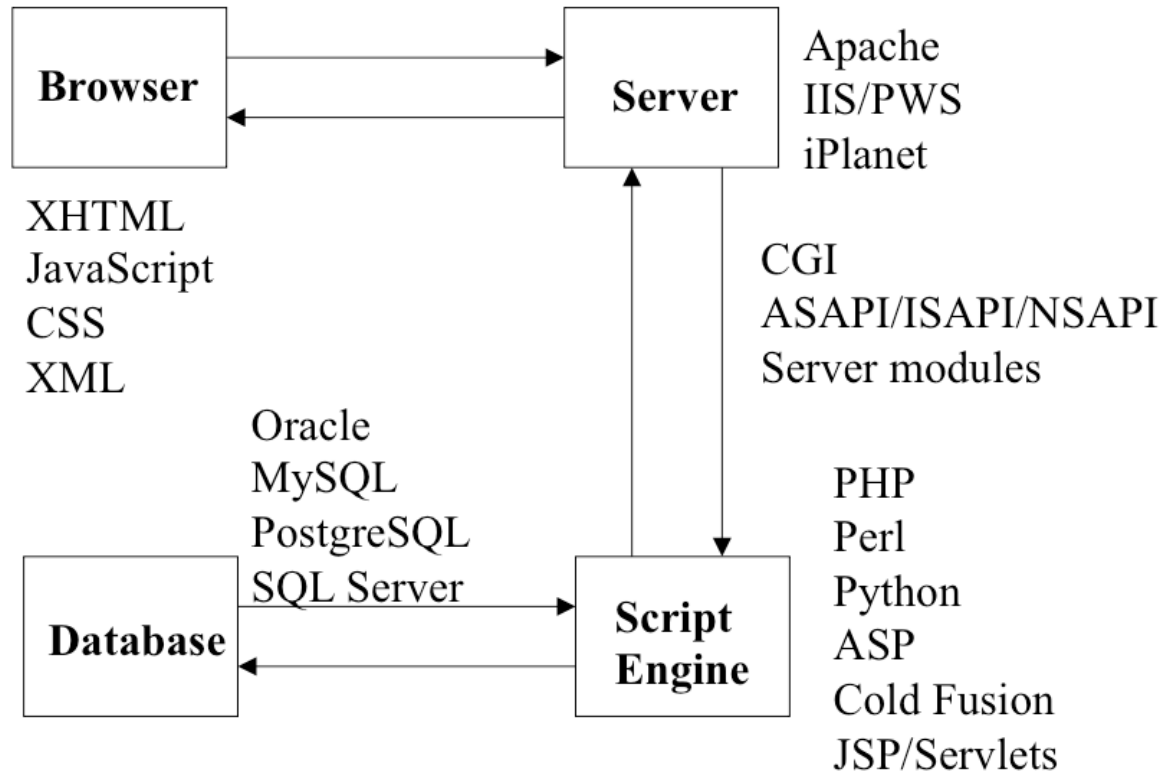 Browser
Server
Apache
IIS/PWS
iPlanet
XHTML
JavaScript
CSS
XML
CGI
ASAPI/ISAPI/NSAPI
Server modules
Oracle
MySQL
PostgreSQL
SQL Server
Database
Script
Engine
PHP
Perl
Python
ASP
Cold Fusion
JSP/Servlets